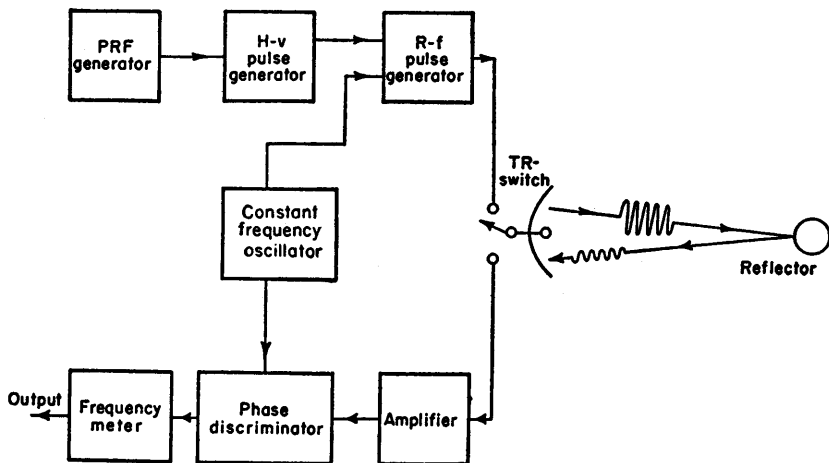 PRF
generator
H-v
pulse
generator
R-f
pulse
generator
TR-
switch
Constant
frequency
oscillator
Reflector
Output
Frequency
meter
Phase
discriminator
Amplifier